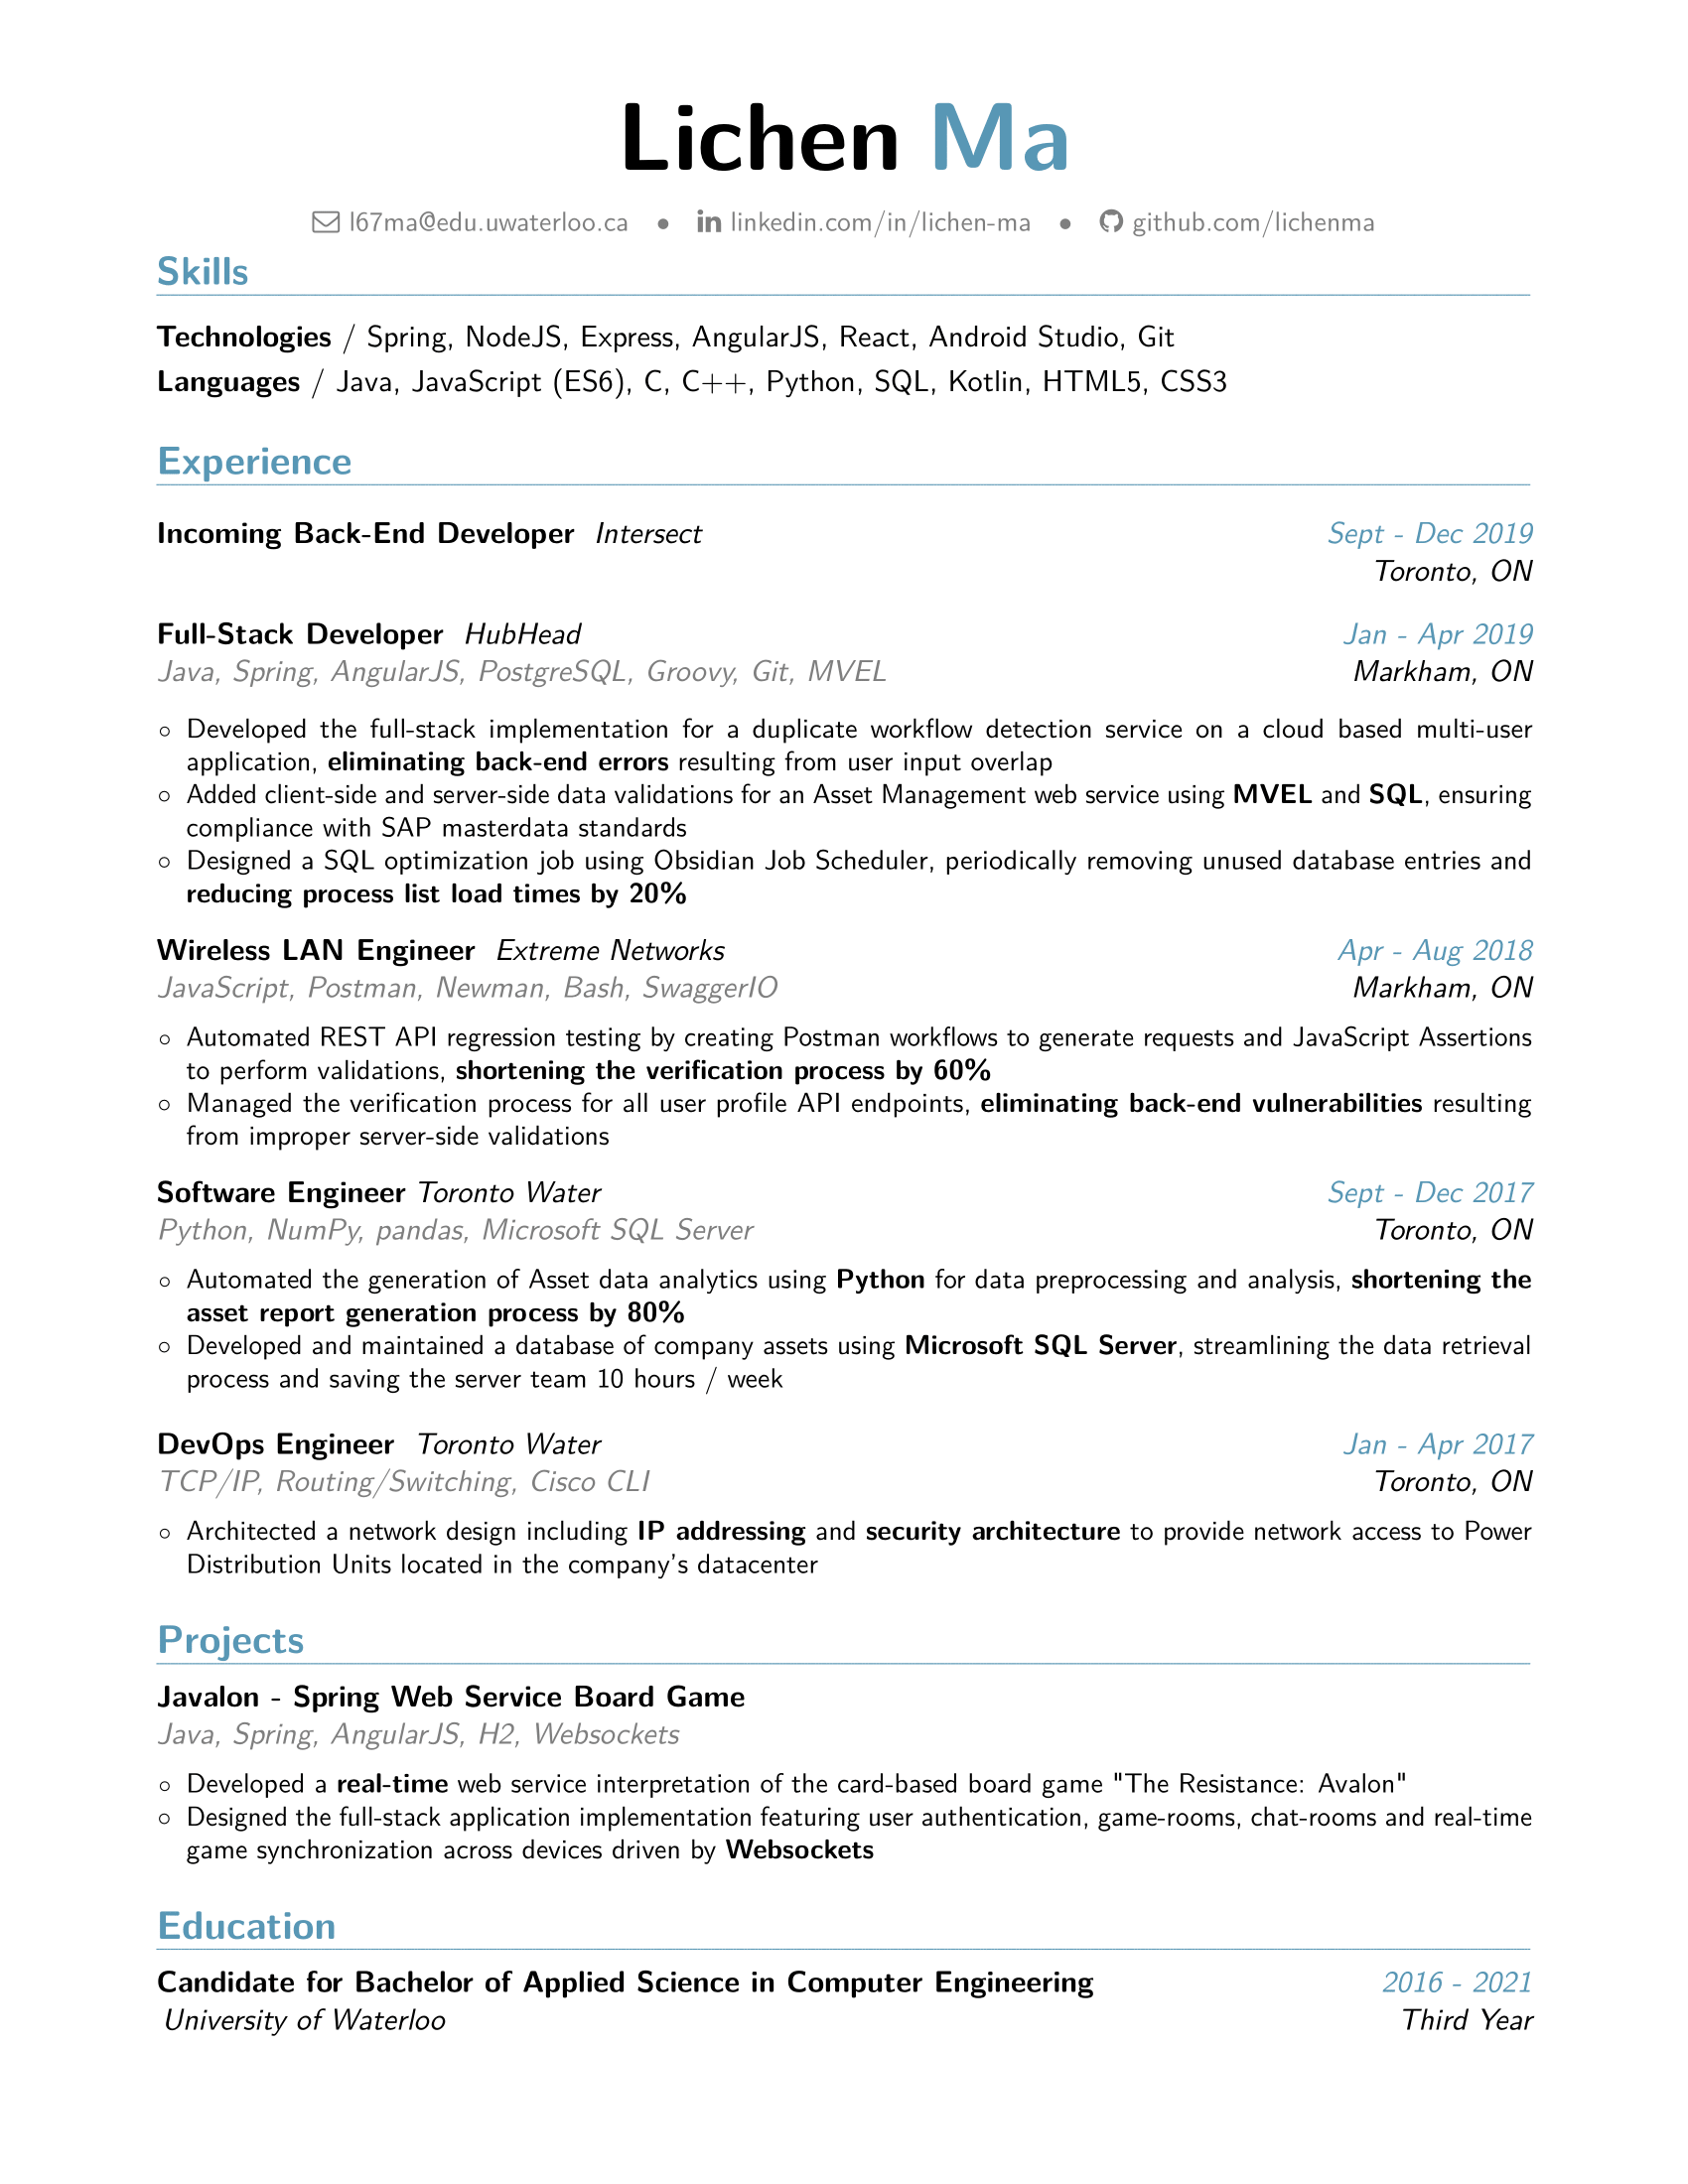 Lichen Ma
l67ma@edu.uwaterloo.ca • linkedin.com/in/lichen-ma • github.com/lichenma
Skills
Technologies / Spring, NodeJS, Express, AngularJS, React, Android Studio, Git
Languages / Java, JavaScript (ES6), C, C++, Python, SQL, Kotlin, HTML5, CSS3
Experience
Incoming Back-End Developer Intersect Sept - Dec 2019
Toronto, ON
Full-Stack Developer HubHead Jan - Apr 2019
Java, Spring, AngularJS, PostgreSQL, Groovy, Git, MVEL Markham, ON
◦ Developed the full-stack implementation for a duplicate workflow detection service on a cloud based multi-user
application, eliminating back-end errors resulting from user input overlap
◦ Added client-side and server-side data validations for an Asset Management web service using MVEL and SQL, ensuring
compliance with SAP masterdata standards
◦ Designed a SQL optimization job using Obsidian Job Scheduler, periodically removing unused database entries and
reducing process list load times by 20%
Wireless LAN Engineer Extreme Networks Apr - Aug 2018
JavaScript, Postman, Newman, Bash, SwaggerIO Markham, ON
◦ Automated REST API regression testing by creating Postman workflows to generate requests and JavaScript Assertions
to perform validations, shortening the verification process by 60%
◦ Managed the verification process for all user profile API endpoints, eliminating back-end vulnerabilities resulting
from improper server-side validations
Software Engineer Toronto Water Sept - Dec 2017
Python, NumPy, pandas, Microsoft SQL Server Toronto, ON
◦ Automated the generation of Asset data analytics using Python for data preprocessing and analysis, shortening the
asset report generation process by 80%
◦ Developed and maintained a database of company assets using Microsoft SQL Server, streamlining the data retrieval
process and saving the server team 10 hours / week
DevOps Engineer Toronto Water Jan - Apr 2017
TCP/IP, Routing/Switching, Cisco CLI Toronto, ON
◦ Architected a network design including IP addressing and security architecture to provide network access to Power
Distribution Units located in the company's datacenter
Projects
Javalon - Spring Web Service Board Game
Java, Spring, AngularJS, H2, Websockets
◦ Developed a real-time web service interpretation of the card-based board game "The Resistance: Avalon"
◦ Designed the full-stack application implementation featuring user authentication, game-rooms, chat-rooms and real-time
game synchronization across devices driven by Websockets
Education
Candidate for Bachelor of Applied Science in Computer Engineering 2016 - 2021
University of Waterloo Third Year